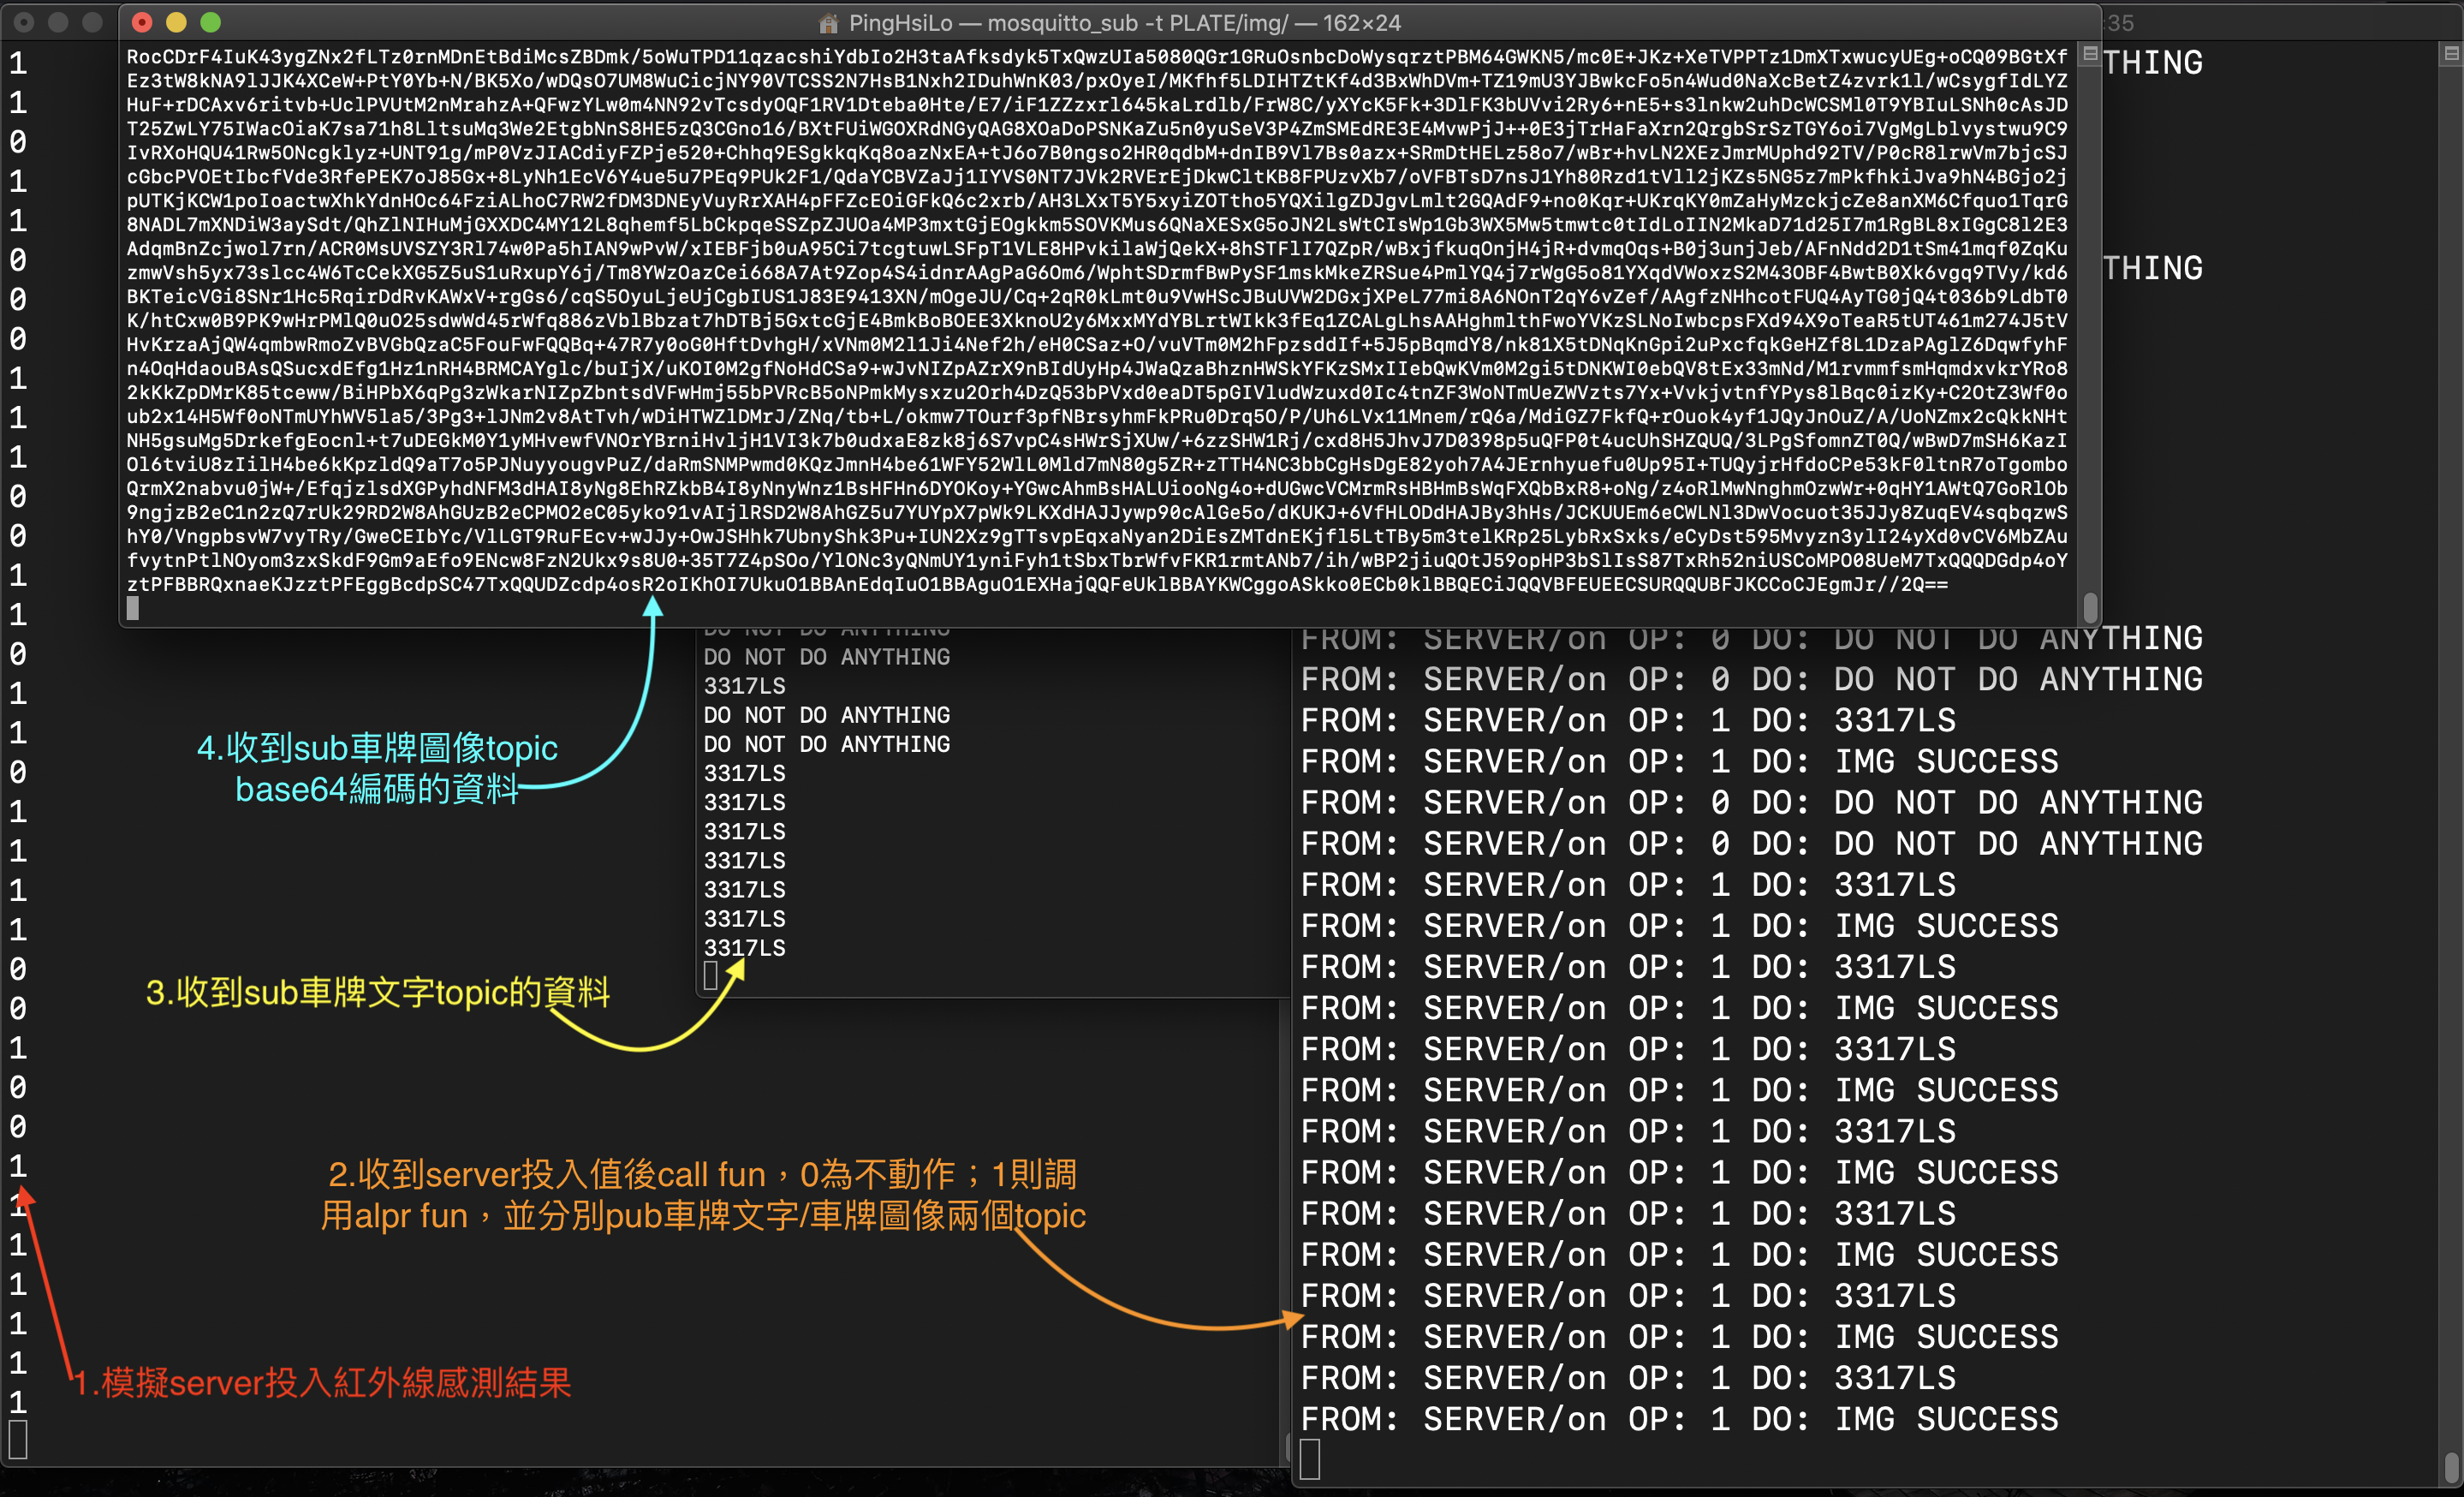 PingHsiLo — mosquitto_sub -t PLATE/img/ — 162×24
:35
RocCDrF4IuK43ygZNx2fLTz0rnMDnEtBdiMcsZBDmk/5oWuTPD11qzacshiYdbIo2H3taAfksdyk5TxQwzUIa5080QGr1GRuOsnbcDoWysqrztPBM64GWKN5/mc0E+JKz+XeTVPPTz1DmXTxwucyUEg+oCQ09BGtXf
Ez3tW8kNA9lJJK4XCeW+PtY0Yb+N/BK5Xo/wDQsO7UM8WuCicjNY90VTCSS2N7HsB1Nxh2IDuhWnK03/pxOyeI/MKfhf5LDIHTZtKf4d3BxWhDVm+TZ19mU3YJBwkcFo5n4Wud0NaXcBetZ4zvrk1l/wCsygfIdLYZ
HuF+rDCAxv6ritvb+UclPVUtM2nMrahzA+QFwzYLw0m4NN92vTcsdyOQF1RV1Dteba0Hte/E7/iF1ZZzxrl645kaLrdlb/FrW8C/yXYcK5Fk+3DlFK3bUVvi2Ry6+nE5+s3lnkw2uhDcWCSMl0T9YBIuLSNh0cAsJD
T25ZwLY75IWacOiaK7sa71h8LltsuMq3We2EtgbNnS8HE5zQ3CGno16/BXtFUiWGOXRdNGyQAG8XOaDoPSNKaZu5n0yuSeV3P4ZmSMEdRE3E4MvwPjJ++0E3jTrHaFaXrn2QrgbSrSzTGY6oi7VgMgLblvystwu9C9
IvRXoHQU41Rw5ONcgklyz+UNT91g/mP0VzJIACdiyFZPje520+Chhq9ESgkkqKq8oazNxEA+tJ6o7B0ngso2HR0qdbM+dnIB9Vl7Bs0azx+SRmDtHELz58o7/wBr+hvLN2XEzJmrMUphd92TV/P0cR8lrwVm7bjcSJ
cGbcPVOEtIbcfVde3RfePEK7oJ85Gx+8LyNh1EcV6Y4ue5u7PEq9PUk2F1/QdaYCBVZaJj1IYVS0NT7JVk2RVErEjDkwCltKB8FPUzvXb7/oVFBTsD7nsJ1Yh80Rzd1tVll2jKZs5NG5z7mPkfhkiJva9hN4BGjo2j
pUTKjKCW1poIoactwXhkYdnHOc64FziALhoC7RW2fDM3DNEyVuyRrXAH4pFFZcEOiGFkQ6c2xrb/AH3LXxT5Y5xyiZOTtho5YQXilgZDJgvLmlt2GQAdF9+no0Kqr+UKrqKY0mZaHyMzckjcZe8anXM6Cfquo1TqrG
8NADL7mXNDiW3aySdt/QhZlNIHuMjGXXDC4MY12L8qhemf5LbCkpqeSSZpZJUOa4MP3mxtGjEOgkkm5SOVKMus6QNaXESxG5oJN2LsWtCIsWp1Gb3WX5Mw5tmwtc0tIdLoIIN2MkaD71d25I7m1RgBL8xIGgC8l2E3
AdqmBnZcjwol7rn/ACR0MsUVSZY3Rl74w0Pa5hIAN9wPvW/xIEBFjb0uA95Ci7tcgtuwLSFpT1VLE8HPvkilaWjQekX+8hSTFlI7QZpR/wBxjfkuqOnjH4jR+dvmqOqs+B0j3unjJeb/AFnNdd2D1tSm41mqf0ZqKu
zmwVsh5yx73slcc4W6TcCekXG5Z5uS1uRxupY6j/Tm8YWzOazCei668A7At9Zop4S4idnrAAgPaG6Om6/WphtSDrmfBwPySF1mskMkeZRSue4PmlYQ4j7rWgG5o81YXqdVWoxzS2M43OBF4BwtB0Xk6vgq9TVy/kd6
BKTeicVGi8SNr1Hc5RqirDdRvKAWxV+rgGs6/cqS5OyuLjeUjCgbIUS1J83E9413XN/mOgeJU/Cq+2qR0kLmt0u9VwHScJBuUVW2DGxjXPeL77mi8A6NOnT2qY6vZef/AAgfzNHhcotFUQ4AyTG0jQ4t036b9LdbT0
K/htCxw0B9PK9wHrPMlQ0uO25sdwWd45rWfq886zVblBbzat7hDTBj5GxtcGjE4BmkBoBOEE3XknoU2y6MxxMYdYBLrtWIkk3fEq1ZCALgLhsAAHghmlthFwoYVKzSLNoIwbcpsFXd94X9oTeaR5tUT461m274J5tV
HvKrzaAjQW4qmbwRmoZvBVGbQzaC5FouFwFQQBq+47R7y0oG0HftDvhgH/xVNm0M2l1Ji4Nef2h/eH0CSaz+O/vuVTm0M2hFpzsddIf+5J5pBqmdY8/nk81X5tDNqKnGpi2uPxcfqkGeHZf8L1DzaPAglZ6DqwfyhF
n4OqHdaouBAsQSucxdEfg1Hz1nRH4BRMCAYglc/buIjX/uKOI0M2gfNoHdCSa9+wJvNIZpAZrX9nBIdUyHp4JWaQzaBhznHWSkYFKzSMxIIebQwKVm0M2gi5tDNKWI0ebQV8tEx33mNd/M1rvmmfsmHqmdxvkrYRo8
2kKkZpDMrK85tceww/BiHPbX6qPg3zWkarNIZpZbntsdVFwHmj55bPVRcB5oNPmkMysxzu2Orh4DzQ53bPVXd0eaDT5pGIVludWzuxd0Ic4tnZF3WoNTmUeZWVzts7Yx+VvkjvtnfYPys8lBqc0izKy+C2OtZ3Wf0o
ub2x14H5Wf0oNTmUYhWV5la5/3Pg3+lJNm2v8AtTvh/wDiHTWZlDMrJ/ZNq/tb+L/okmw7TOurf3pfNBrsyhmFkPRu0Drq5O/P/Uh6LVx11Mnem/rQ6a/MdiGZ7FkfQ+rOuok4yf1JQyJnOuZ/A/UoNZmx2cQkkNHt
NH5gsuMg5DrkefgEocnl+t7uDEGkM0Y1yMHvewfVNOrYBrniHvljH1VI3k7b0udxaE8zk8j6S7vpC4sHWrSjXUw/+6zzSHW1Rj/cxd8H5JhvJ7D0398p5uQFP0t4ucUhSHZQUQ/3LPgSfomnZT0Q/wBwD7mSH6KazI
Ol6tviU8zIilH4be6kKpzldQ9aT7o5PJNuyyougvPuZ/daRmSNMPwmd0KQzJmnH4be61WFY52WlL0Mld7mN80g5ZR+zTTH4NC3bbCgHsDgE82yoh7A4JErnhyuefu0Up95I+TUQyjrHfdoCPe53kF0ltnR7oTgombo
QrmX2nabvu0jW+/EfqjzlsdXGPyhdNFM3dHAI8yNg8EhRZkbB4I8yNnyWnz1BsHFHn6DYOKoy+YGwcAhmBsHALUiooNg4o+dUGwcVCMrmRsHBHmBsWqFXQbBxR8+oNg/z4oRlMwNnghmOzwWr+0qHY1AWtQ7GoRlOb
9ngjzB2eC1n2zQ7rUk29RD2W8AhGUzB2eCPMO2eC05yko91vAIjlRSD2W8AhGZ5u7YUYpX7pWk9LKXdHAJJywp90cAlGe5o/dKUKJ+6VfHLODdHAJBy3hHs/JCKUUEm6eCWLNl3DwVocuot35JJy8ZuqEV4sqbqzwS
hY0/VngpbsvW7vyTRy/GweCEIbYc/VlLGT9RuFEcv+wJJy+OwJSHhk7UbnyShk3Pu+IUN2Xz9gTTsvpEqxaNyan2DiEsZMTdnEKjfl5LtTBy5m3telKRp25LybRxSxks/eCyDst595Mvyzn3ylI24yXd0vCV6MbZAu
fvytnPtlNOyom3zxSkdF9Gm9aEfo9ENcw8FzN2Ukx9s8U0+35T7Z4pSOo/YlONc3yQNmUY1yniFyh1tSbxTbrWfvFKR1rmtANb7/ih/wBP2jiuQOtJ59opHP3bSlIsS87TxRh52niUSCoMPO08UeM7TxQQQDGdp4oY
ztPFBBRQxnaeKJzztPFEggBcdpSC47TxQQUDZcdp4osR2oIKhOI7UkuO1BBAnEdqIuO1BBAguO1EXHajQQFeUklBBAYKWCggoASkko0ECb0klBBQECiJQQVBFEUEECSURQQUBFJKCCoCJEgmJr//2Q==
1
1
0
1
1
0
0
0
1
1
1
0
0
1
1
0
1
1
0
1
1
1
1
0
0
1
0
0
1
1
1
1
1
1
1
THING
THING
DO NOT DO ANYTHING
DO NOT DO ANYTHING
3317LS
DO NOT DO ANYTHING
DO NOT DO ANYTHING
3317LS
3317LS
3317LS
3317LS
3317LS
3317LS
3317LS
FROM: SERVER/on OP: 0 DO: DO NOT DO ANYTHING
FROM: SERVER/on OP: 0 DO: DO NOT DO ANYTHING
FROM: SERVER/on OP: 1 DO: 3317LS
FROM: SERVER/on OP: 1 DO: IMG SUCCESS
FROM: SERVER/on OP: 0 DO: DO NOT DO ANYTHING
FROM: SERVER/on OP: 0 DO: DO NOT DO ANYTHING
FROM: SERVER/on OP: 1 DO: 3317LS
FROM: SERVER/on OP: 1 DO: IMG SUCCESS
FROM: SERVER/on OP: 1 DO: 3317LS
FROM: SERVER/on OP: 1 DO: IMG SUCCESS
FROM: SERVER/on OP: 1 DO: 3317LS
FROM: SERVER/on OP: 1 DO: IMG SUCCESS
FROM: SERVER/on OP: 1 DO: 3317LS
FROM: SERVER/on OP: 1 DO: IMG SUCCESS
FROM: SERVER/on OP: 1 DO: 3317LS
FROM: SERVER/on OP: 1 DO: IMG SUCCESS
FROM: SERVER/on OP: 1 DO: 3317LS
FROM: SERVER/on OP: 1 DO: IMG SUCCESS
FROM: SERVER/on OP: 1 DO: 3317LS
FROM: SERVER/on OP: 1 DO: IMG SUCCESS
4.收到sub車牌圖像topic
base64編碼的資料
3.收到sub車牌文字topic的資料
2.收到server投入值後call fun，0為不動作；1則調
用alpr fun，並分別pub車牌文字/車牌圖像兩個topic
1.模擬server投入紅外線感測結果